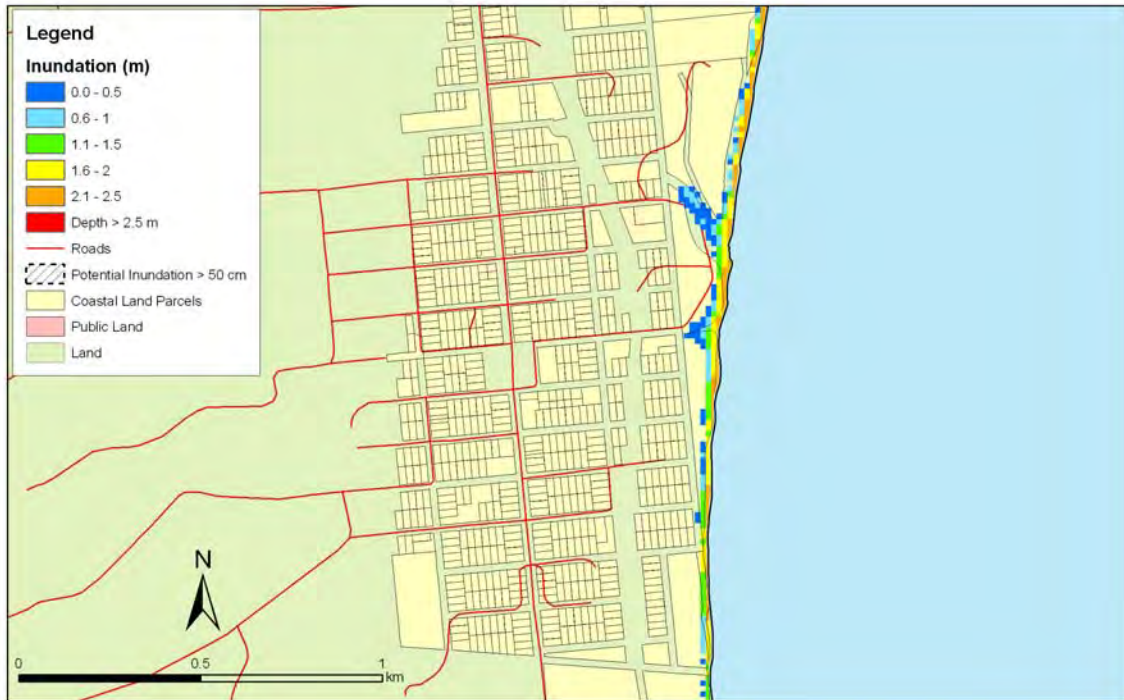 Legend
Inundation (m)
0.0 - 0.5
0.6 - 1
1.1 - 1.5
1.6 - 2
2.1 - 2.5
Depth > 2.5 m
Roads
Potential Inundation > 50 cm
Coastal Land Parcels
Public Land
Land
N
0 0.5 1
km